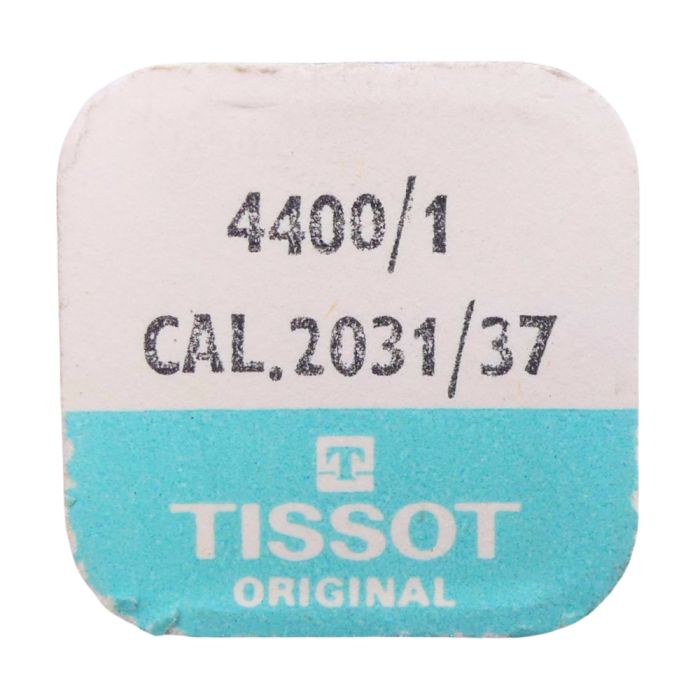 4400/1
CAL.2031/37
T
TISSOT
ORIGINAL